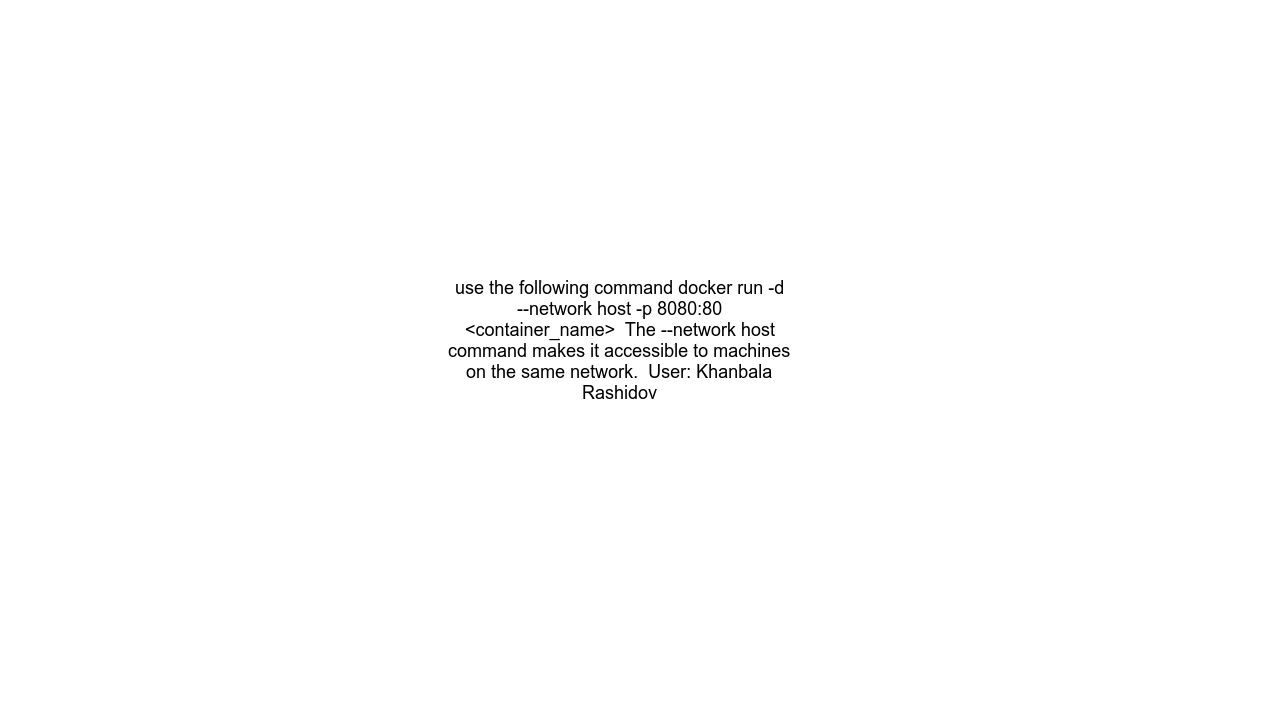 use the following command docker run -d
--network host -p 8080:80
<container_name>  The --network host
command makes it accessible to machines
on the same network.  User: Khanbala
Rashidov